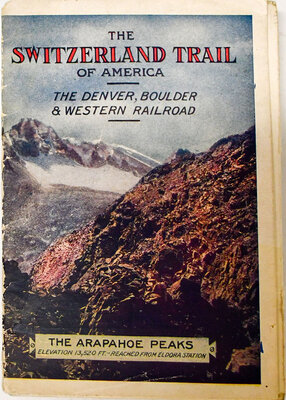 THE
SWITZERLAND TRAIL
OF AMERICA
THE DENVER, BOULDER
& WESTERN RAILROAD
THE ARAPAHOE PEAKS
ELEVATION 13,520 FT.-REACHED FROM ELDORA STATION